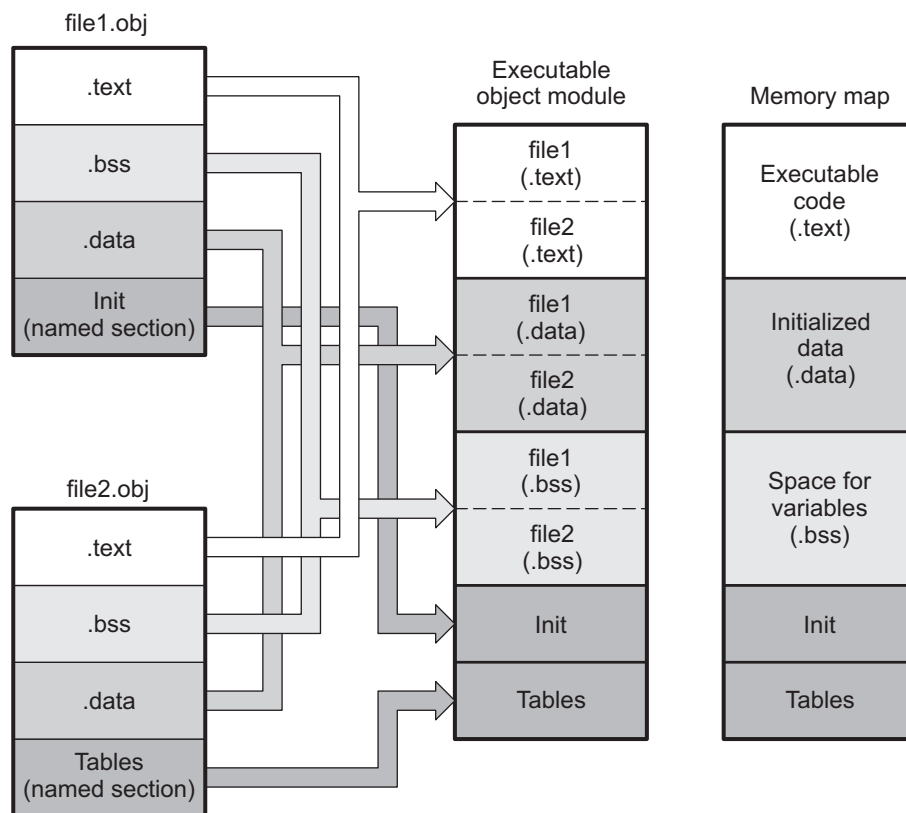 file1.obj
.text
.bss
.data
Init
(named section)
file2.obj
.text
.bss
.data
Tables
(named section)
Executable
object module
file1
(.text)
file2
(.text)
file1
(.data)
file2
(.data)
file1
(.bss)
file2
(.bss)
Init
Tables
Memory map
Executable
code
(.text)
Initialized
data
(.data)
Space for
variables
(.bss)
Init
Tables